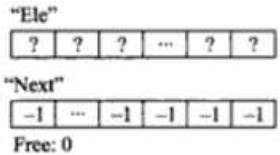 "Ele"
? ? ? ... ? ?
"Next"
-1 ... -1 -1 -1 -1
Free: 0